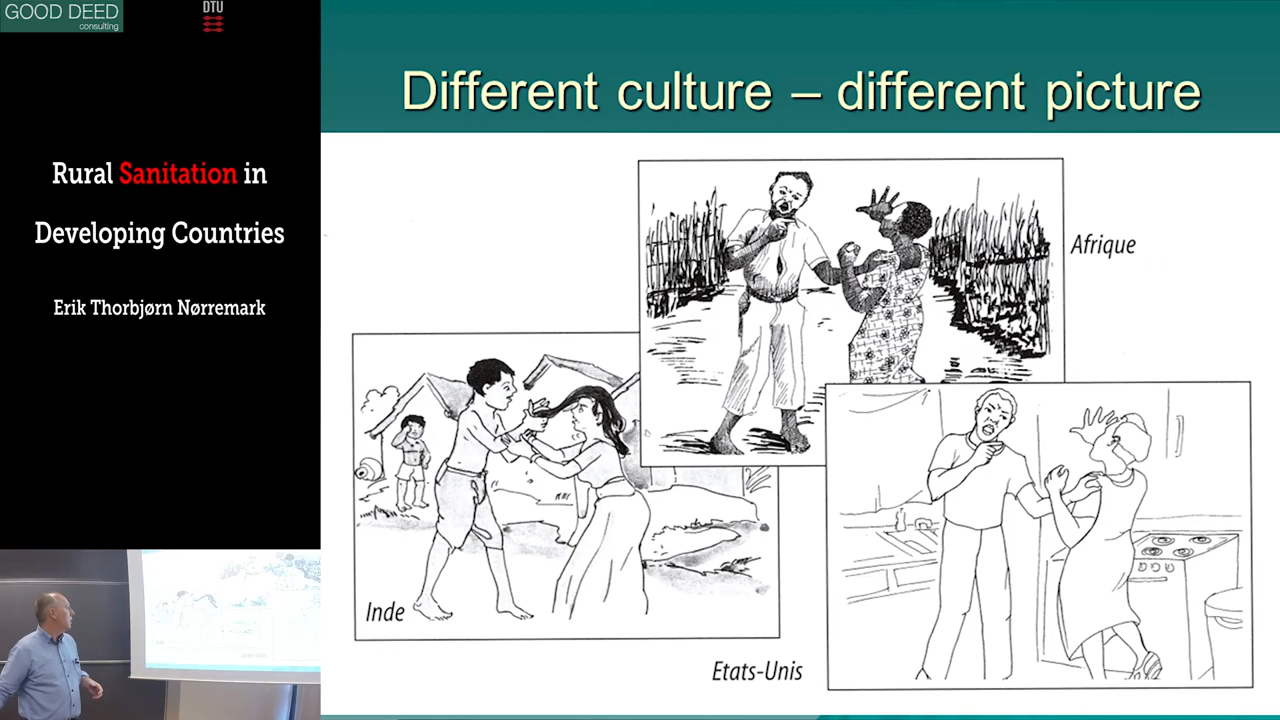 GOOD DEED
consulting
DTU
Rural Sanitation in
Developing Countries
Erik Thorbjørn Nørremark
Different culture – different picture
Afrique
Inde
Etats-Unis